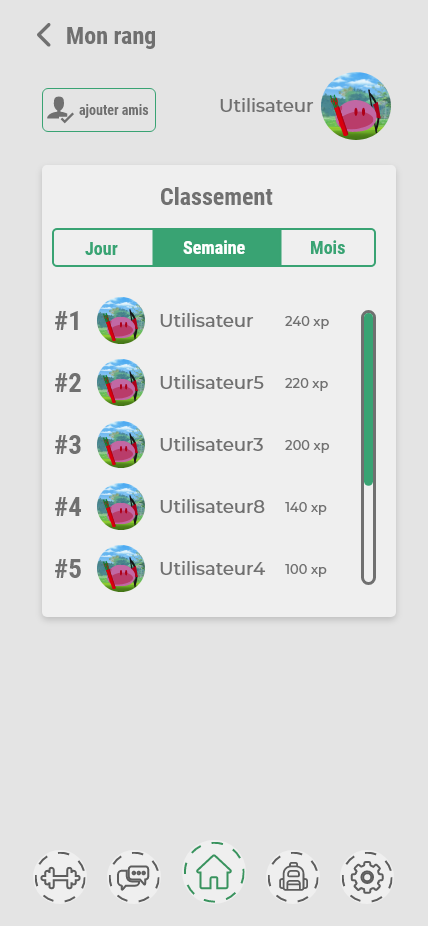 Mon rang
ajouter amis
Utilisateur
Classement
Jour Semaine Mois
#1 Utilisateur 240 xp
#2 Utilisateur5 220 xp
#3 Utilisateur3 200 xp
#4 Utilisateur8 140 xp
#5 Utilisateur4 100 xp